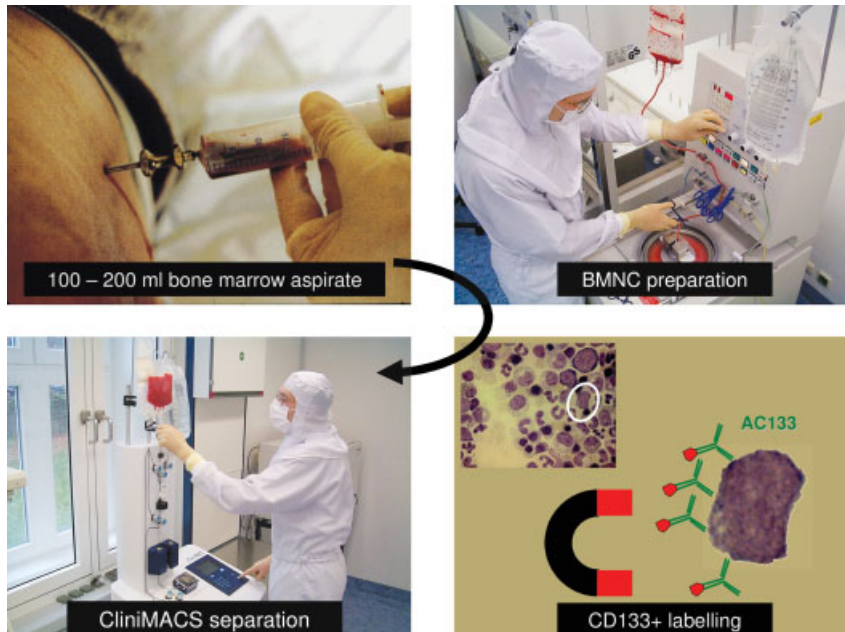 100 – 200 ml bone marrow aspirate
BMNC preparation
CliniMACS separation
AC133
CD133+ labelling